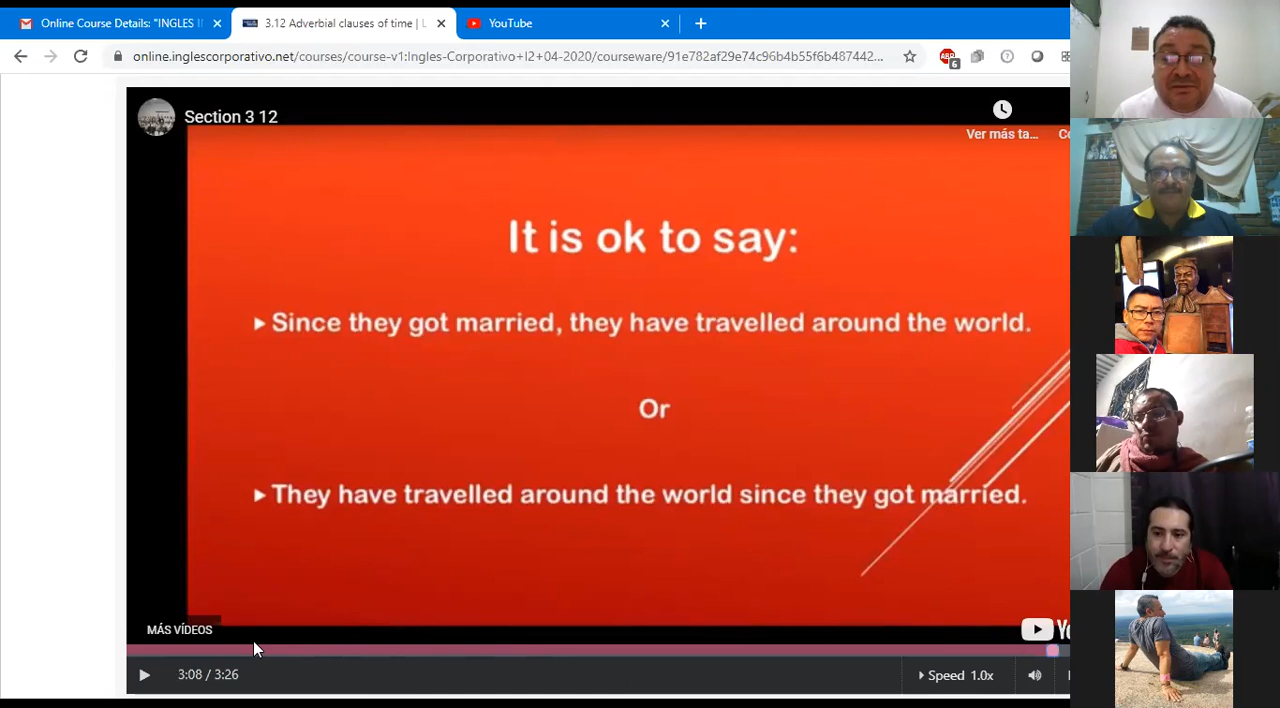 Online Course Details: "INGLES I
3.12 Adverbial clauses of time | L
YouTube
online.inglescorporativo.net/courses/course-v1:Ingles-Corporativo+I2+04-2020/courseware/91e782af29e74c96b4b55f6b487442...
ABP
6
Section 3 12
Ver más ta...
It is ok to say:
Since they got married, they have travelled around the world.
Or
They have travelled around the world since they got married.
MÁS VÍDEOS
3:08 / 3:26
Speed 1.0x